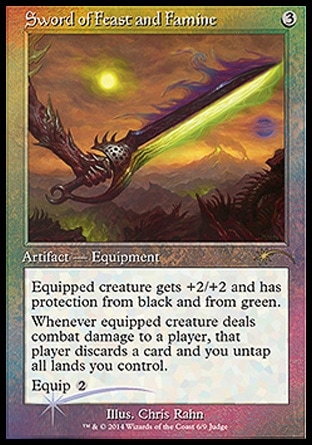 Sword of Feast and Famine 3
Artifact — Equipment
Equipped creature gets +2/+2 and has
protection from black and from green.
Whenever equipped creature deals
combat damage to a player, that
player discards a card and you untap
all lands you control.
Equip 2
Illus. Chris Rahn
™ & © 2014 Wizards of the Coast 6/9 Judge